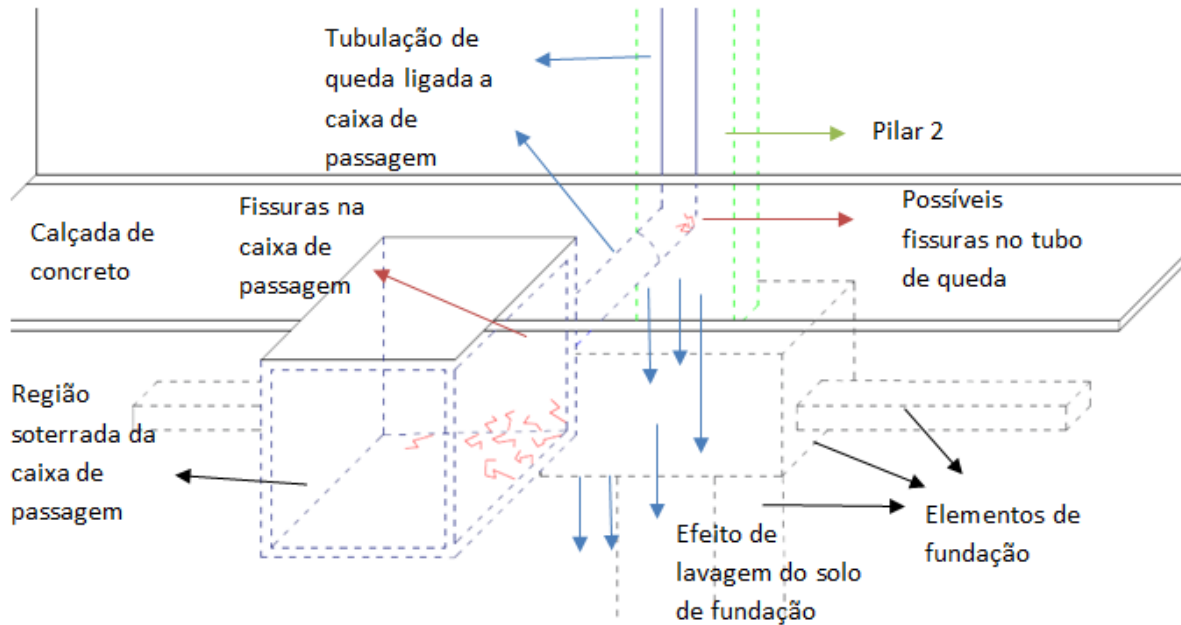 Tubulação de
queda ligada a
caixa de
passagem
Pilar 2
Calçada de
concreto
Fissuras na
caixa de
passagem
Possíveis
fissuras no tubo
de queda
Região
soterrada da
caixa de
passagem
Efeito de
lavagem do solo
de fundação
Elementos de
fundação